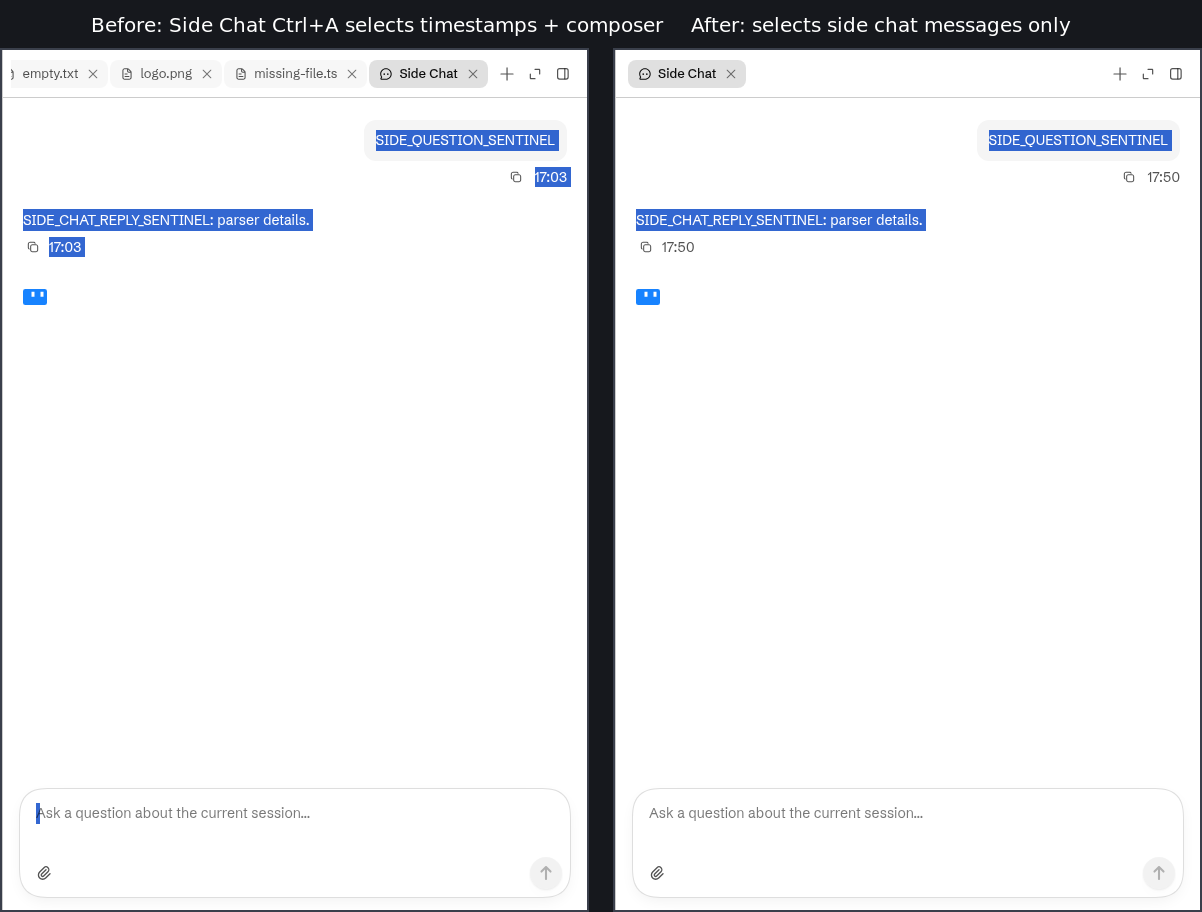 Before: Side Chat Ctrl+A selects timestamps + composer
After: selects side chat messages only
empty.txt
logo.png
missing-file.ts
Side Chat
SIDE_QUESTION_SENTINEL
17:03
SIDE_CHAT_REPLY_SENTINEL: parser details.
17:03
Ask a question about the current session...
Side Chat
SIDE_QUESTION_SENTINEL
17:50
SIDE_CHAT_REPLY_SENTINEL: parser details.
17:50
Ask a question about the current session...